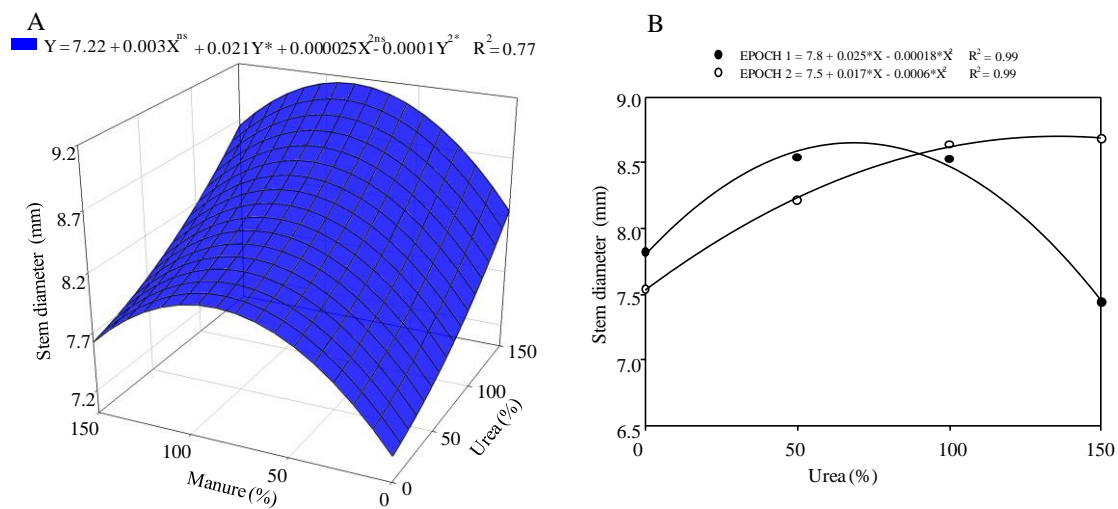 A
Y = 7.22 + 0.003X^ns + 0.021Y* + 0.000025X^2ns - 0.0001Y^2* R^2 = 0.77
9.2
8.7
8.2
7.7
7.2
Stem diameter (mm)
150
100
50
0
Manure (%)
0
50
100
150
Urea (%)
B
EPOCH 1 = 7.8 + 0.025*X - 0.00018*X^2 R^2 = 0.99
EPOCH 2 = 7.5 + 0.017*X - 0.0006*X^2 R^2 = 0.99
9.0
8.5
8.0
7.5
7.0
6.5
Stem diameter (mm)
0 50 100 150
Urea (%)